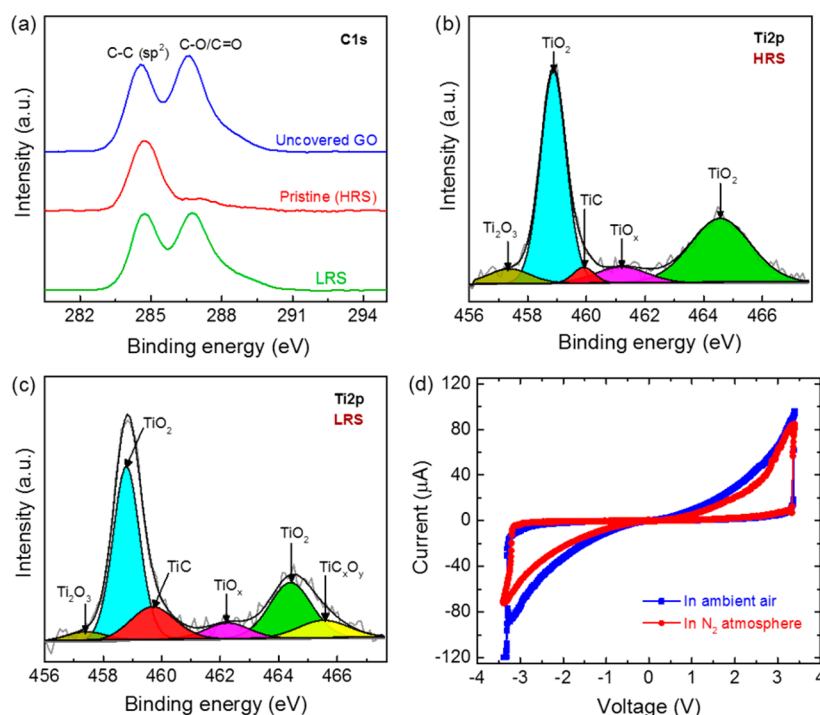 (a)
C1s
C-C (sp²)
C-O/C=O
Uncovered GO
Pristine (HRS)
LRS
Intensity (a.u.)
282 285 288 291 294
Binding energy (eV)
(b)
Ti2p
HRS
TiO₂
Ti₂O₃
TiC
TiOₓ
TiO₂
Intensity (a.u.)
456 458 460 462 464 466
Binding energy (eV)
(c)
Ti2p
LRS
TiO₂
Ti₂O₃
TiC
TiOₓ
TiO₂
TiCₓOᵧ
Intensity (a.u.)
456 458 460 462 464 466
Binding energy (eV)
(d)
120
80
40
0
-40
-80
-120
Current (μA)
In ambient air
In N₂ atmosphere
-4 -3 -2 -1 0 1 2 3 4
Voltage (V)